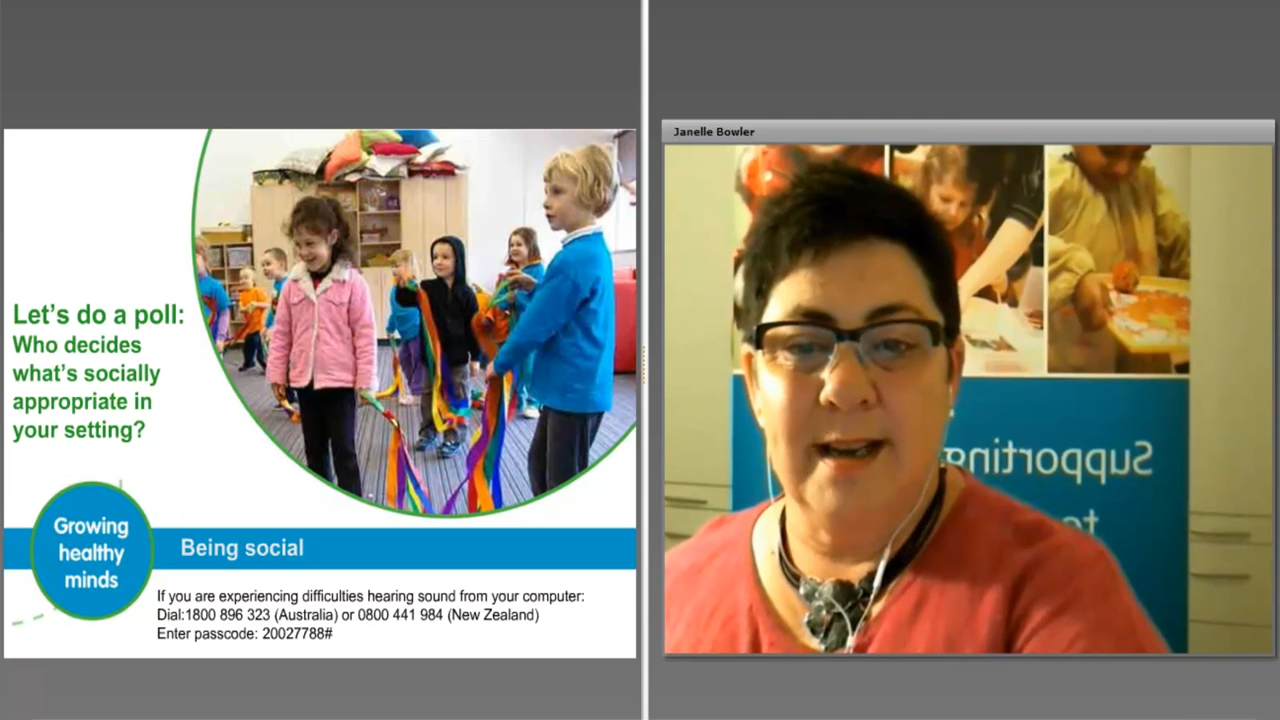 Let's do a poll:
Who decides
what's socially
appropriate in
your setting?
Growing
healthy
minds
Being social
If you are experiencing difficulties hearing sound from your computer:
Dial:1800 896 323 (Australia) or 0800 441 984 (New Zealand)
Enter passcode: 20027788#
Janelle Bowler
Supporting